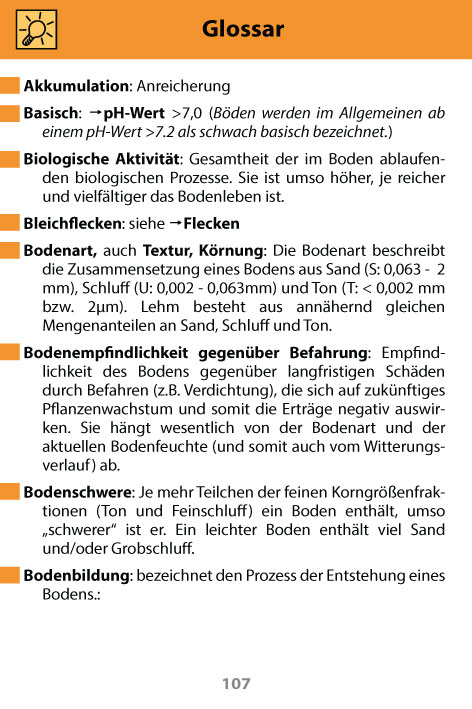 Glossar
Akkumulation: Anreicherung
Basisch: →pH-Wert >7,0 (Böden werden im Allgemeinen ab
einem pH-Wert >7.2 als schwach basisch bezeichnet.)
Biologische Aktivität: Gesamtheit der im Boden ablaufen-
den biologischen Prozesse. Sie ist umso höher, je reicher
und vielfältiger das Bodenleben ist.
Bleichflecken: siehe →Flecken
Bodenart, auch Textur, Körnung: Die Bodenart beschreibt
die Zusammensetzung eines Bodens aus Sand (S: 0,063 - 2
mm), Schluff (U: 0,002 - 0,063mm) und Ton (T: < 0,002 mm
bzw. 2µm). Lehm besteht aus annähernd gleichen
Mengenanteilen an Sand, Schluff und Ton.
Bodenempfindlichkeit gegenüber Befahrung: Empfind-
lichkeit des Bodens gegenüber langfristigen Schäden
durch Befahren (z.B. Verdichtung), die sich auf zukünftiges
Pflanzenwachstum und somit die Erträge negativ auswir-
ken. Sie hängt wesentlich von der Bodenart und der
aktuellen Bodenfeuchte (und somit auch vom Witterungs-
verlauf) ab.
Bodenschwere: Je mehr Teilchen der feinen Korngrößenfrak-
tionen (Ton und Feinschluff) ein Boden enthält, umso
„schwerer“ ist er. Ein leichter Boden enthält viel Sand
und/oder Grobschluff.
Bodenbildung: bezeichnet den Prozess der Entstehung eines
Bodens.:
107